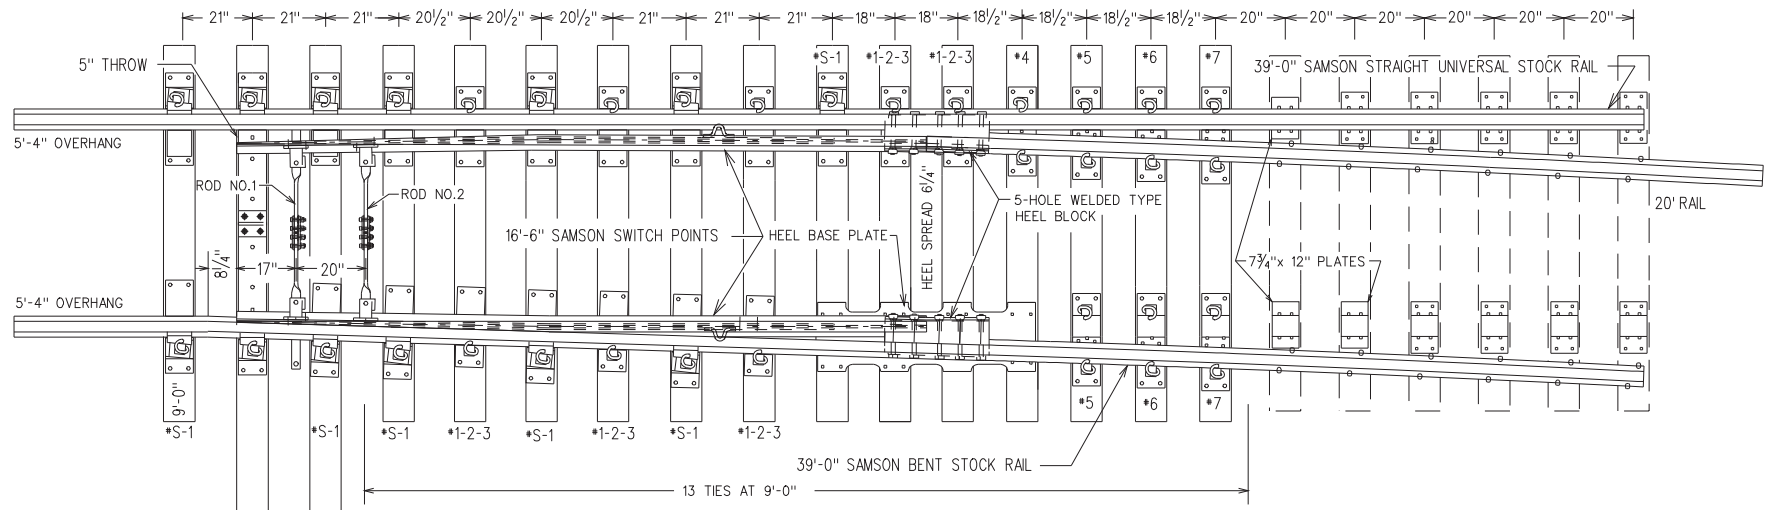 21" 21" 21" 20½" 20½" 20½" 21" 21" 21" 18" 18" 18½" 18½" 18½" 18½" 20" 20" 20" 20" 20" 20"
*S-1 *1-2-3 *1-2-3 *4 *5 *6 *7
5" THROW
39'-0" SAMSON STRAIGHT UNIVERSAL STOCK RAIL
5'-4" OVERHANG
ROD NO.1
ROD NO.2
HEEL SPREAD 6¼"
5-HOLE WELDED TYPE
HEEL BLOCK
20' RAIL
16'-6" SAMSON SWITCH POINTS
HEEL BASE PLATE
8¼"
17"
20"
7¾"x 12" PLATES
5'-4" OVERHANG
9'-0"
*5 *6 *7
*S-1 *S-1 *S-1 *1-2-3 *S-1 *1-2-3 *S-1 *1-2-3
39'-0" SAMSON BENT STOCK RAIL
13 TIES AT 9'-0"